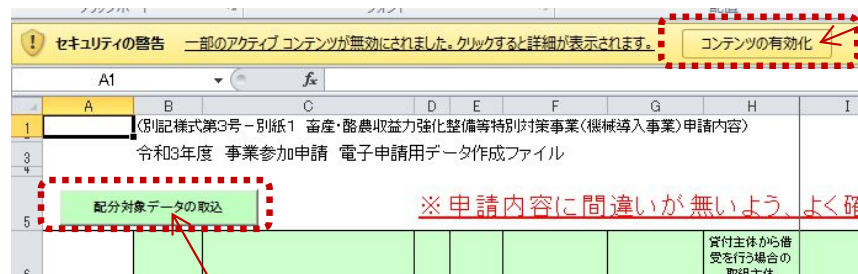 セキュリティの警告 一部のアクティブ コンテンツが無効にされました。クリックすると詳細が表示されます。 コンテンツの有効化
A1 fx
A B C D E F G H I
1 (別記様式第3号－別紙1 畜産・酪農収益力強化整備等特別対策事業(機械導入事業)申請内容)
3 令和3年度 事業参加申請 電子申請用データ作成ファイル
4
5 配分対象データの取込 ※申請内容に間違いが無いよう、よく確
貸付主体から借
受を行う場合の
取組主体